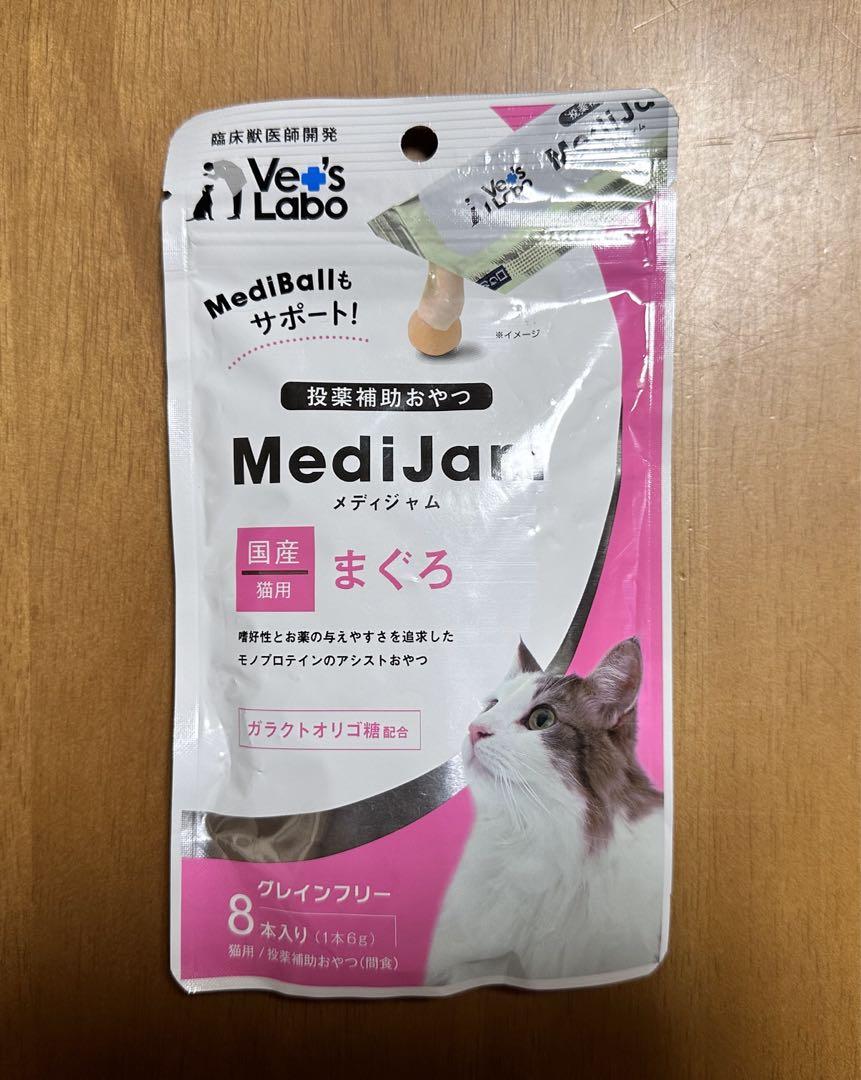 臨床獣医師開発
Vet's
Labo
MediJa
Vet's
Labo
MediBallも
サポート!
※イメージ
投薬補助おやつ
MediJam
メディジャム
国産
猫用
まぐろ
嗜好性とお薬の与えやすさを追求した
モノプロテインのアシストおやつ
ガラクトオリゴ糖配合
グレインフリー
8本入り(1本6g)
猫用/投薬補助おやつ(間食)